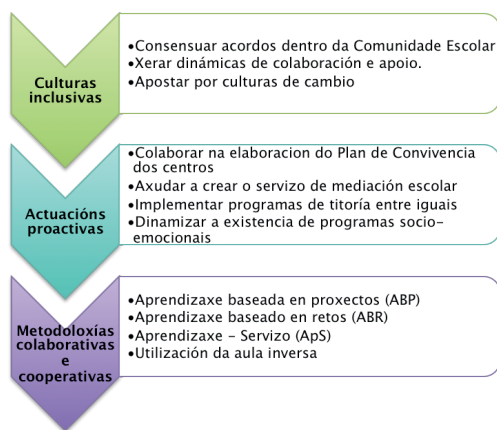 Culturas
inclusivas
•Consensuar acordos dentro da Comunidade Escolar
•Xerar dinámicas de colaboración e apoio.
•Apostar por culturas de cambio
Actuacións
proactivas
•Colaborar na elaboracion do Plan de Convivencia
dos centros
•Axudar a crear o servizo de mediación escolar
•Implementar programas de titoría entre iguais
•Dinamizar a existencia de programas socio-
emocionais
Metodoloxías
colaborativas
e
cooperativas
•Aprendizaxe baseada en proxectos (ABP)
•Aprendizaxe baseado en retos (ABR)
•Aprendizaxe – Servizo (ApS)
•Utilización da aula inversa